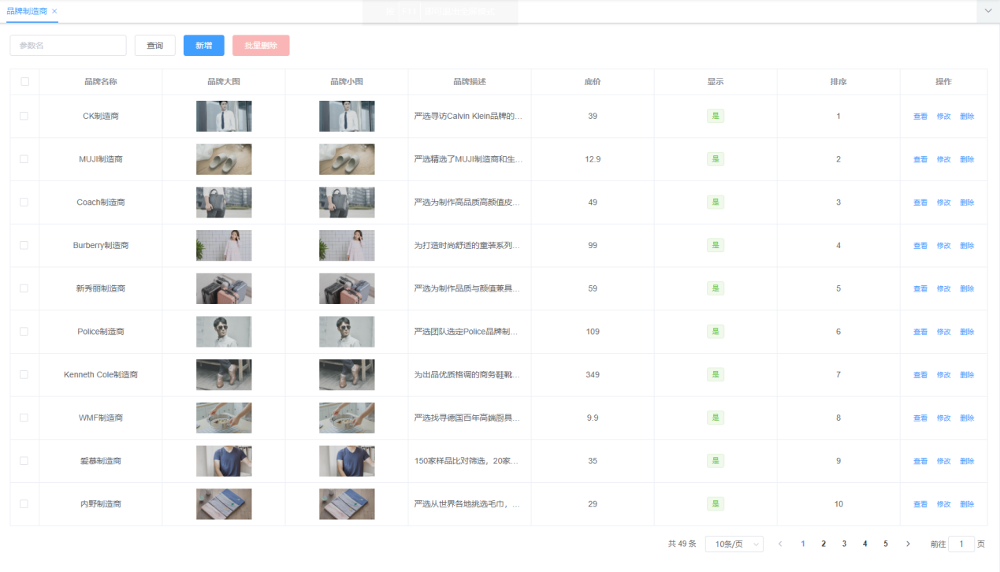 品牌制造商 ×
参数名 查询 新增 批量删除
品牌名称 品牌大图 品牌小图 品牌描述 底价 显示 排序 操作
CK制造商 严选寻访Calvin Klein品牌的... 39 是 1 查看 修改 删除
MUJI制造商 严选精选了MUJI制造商和生... 12.9 是 2 查看 修改 删除
Coach制造商 严选为制作高品质高颜值皮... 49 是 3 查看 修改 删除
Burberry制造商 为打造时尚舒适的童装系列... 99 是 4 查看 修改 删除
新秀丽制造商 严选为制作品质与颜值兼具... 59 是 5 查看 修改 删除
Police制造商 严选团队选定Police品牌制... 109 是 6 查看 修改 删除
Kenneth Cole制造商 为出品优质格调的商务鞋靴... 349 是 7 查看 修改 删除
WMF制造商 严选找寻德国百年高端厨具... 9.9 是 8 查看 修改 删除
爱慕制造商 150家样品比对筛选，20家... 35 是 9 查看 修改 删除
内野制造商 严选从世界各地挑选毛巾，... 29 是 10 查看 修改 删除
共 49 条 10条/页 1 2 3 4 5 前往 1 页